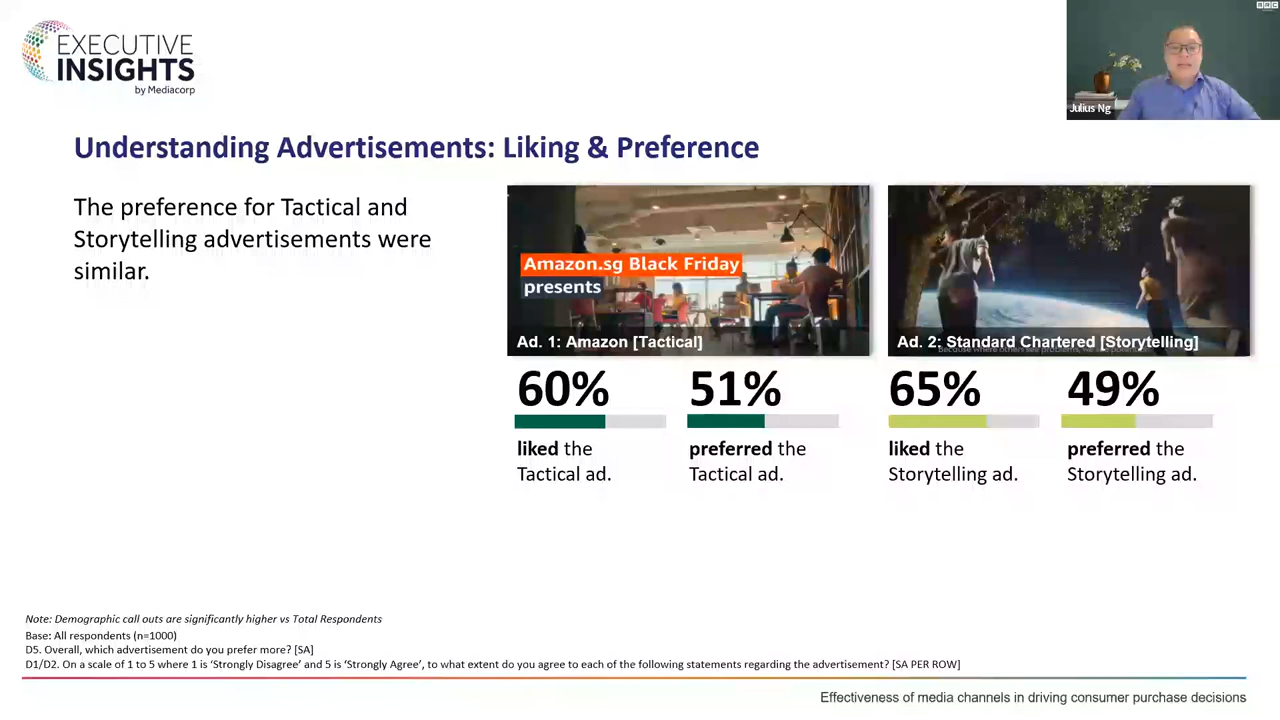 EXECUTIVE
INSIGHTS
by Mediacorp
BBC
Julius Ng
Understanding Advertisements: Liking & Preference
The preference for Tactical and
Storytelling advertisements were
similar.
Amazon.sg Black Friday
presents
Ad. 1: Amazon [Tactical]
Ad. 2: Standard Chartered [Storytelling]
60%
51%
65%
49%
liked the
Tactical ad.
preferred the
Tactical ad.
liked the
Storytelling ad.
preferred the
Storytelling ad.
Note: Demographic call outs are significantly higher vs Total Respondents
Base: All respondents (n=1000)
D5. Overall, which advertisement do you prefer more? [SA]
D1/D2. On a scale of 1 to 5 where 1 is ‘Strongly Disagree’ and 5 is ‘Strongly Agree’, to what extent do you agree to each of the following statements regarding the advertisement? [SA PER ROW]
Effectiveness of media channels in driving consumer purchase decisions